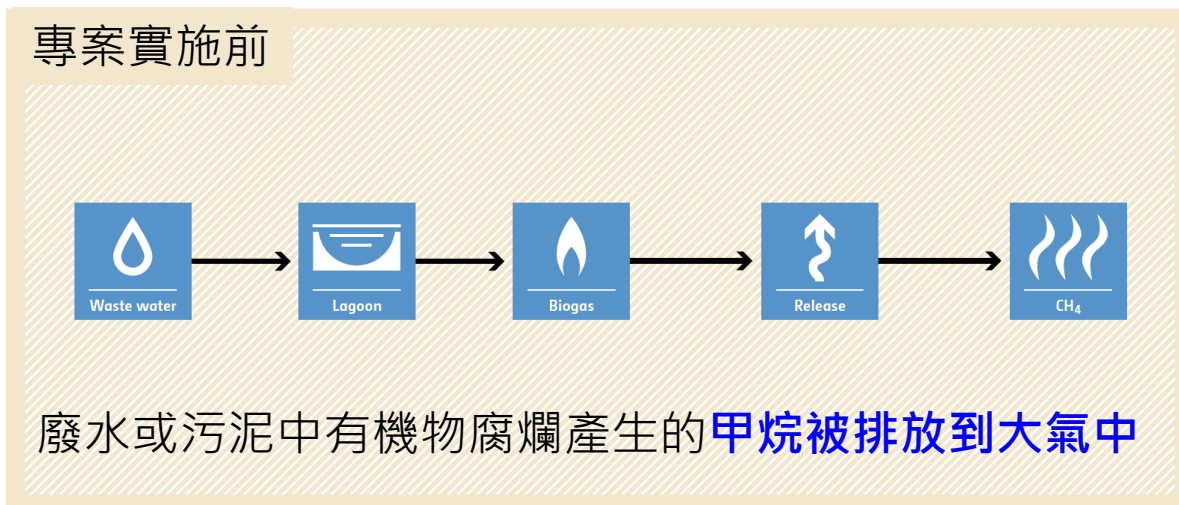 專案實施前
Waste water
Lagoon
Biogas
Release
CH₄
廢水或污泥中有機物腐爛產生的甲烷被排放到大氣中